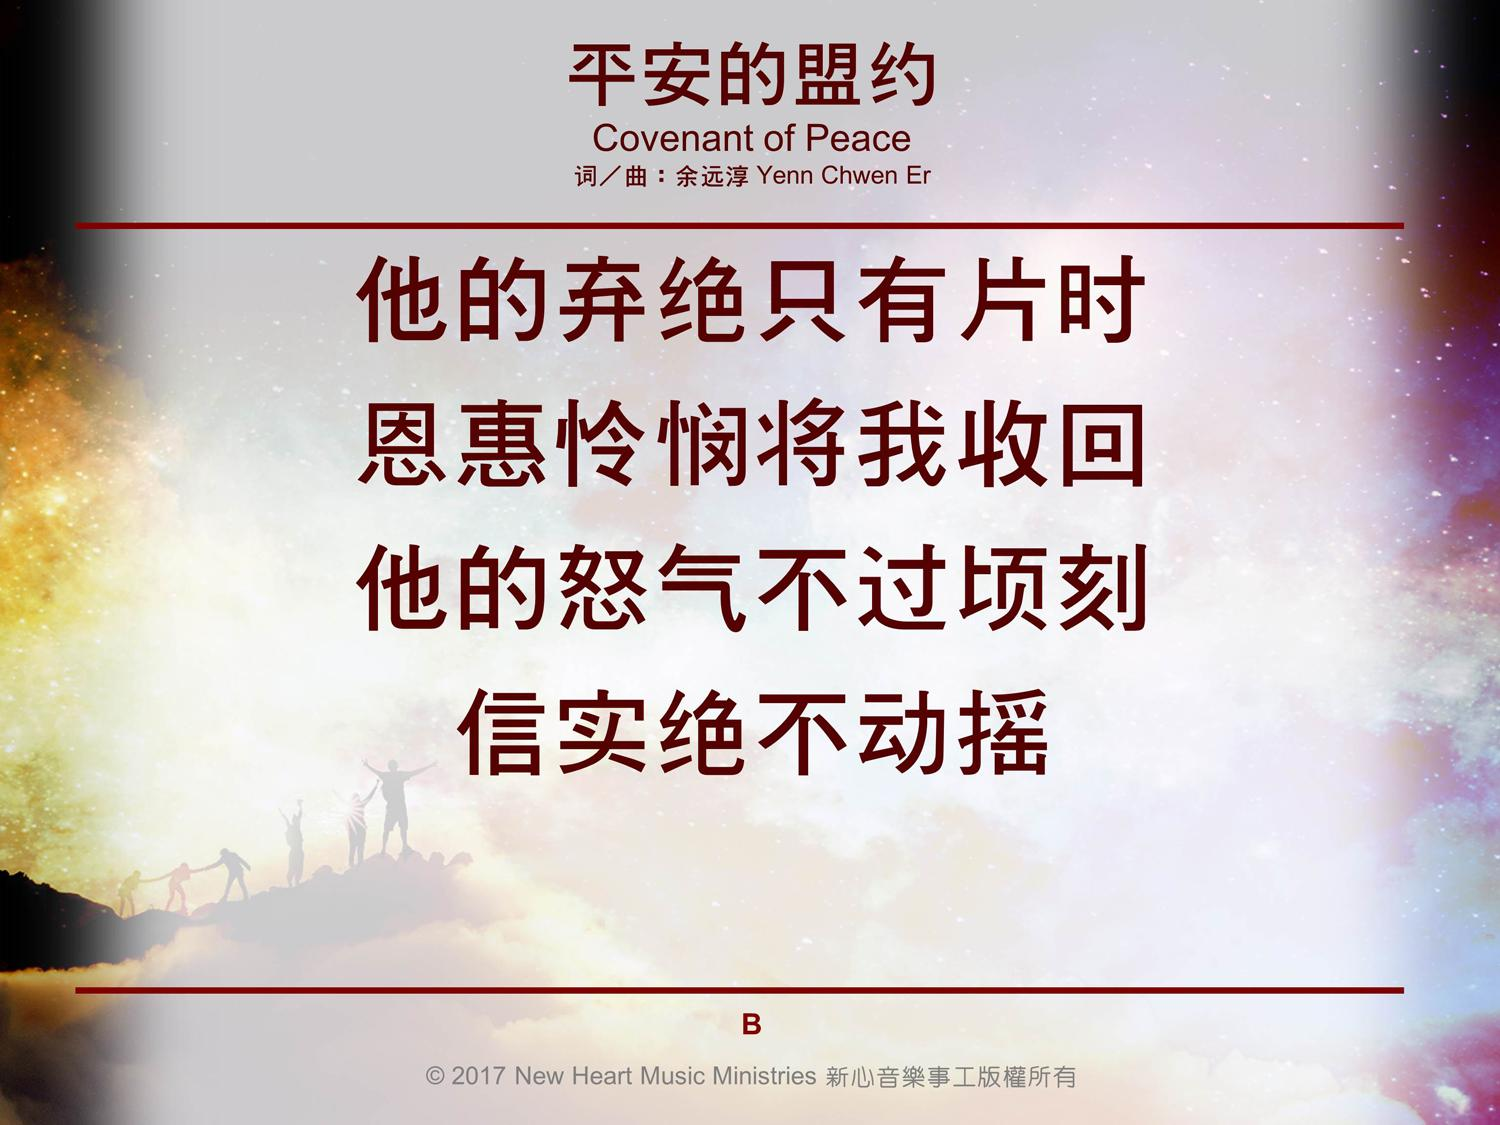 平安的盟约
Covenant of Peace
词／曲：余远淳 Yenn Chwen Er
他的弃绝只有片时
恩惠怜悯将我收回
他的怒气不过顷刻
信实绝不动摇
B
© 2017 New Heart Music Ministries 新心音樂事工版權所有